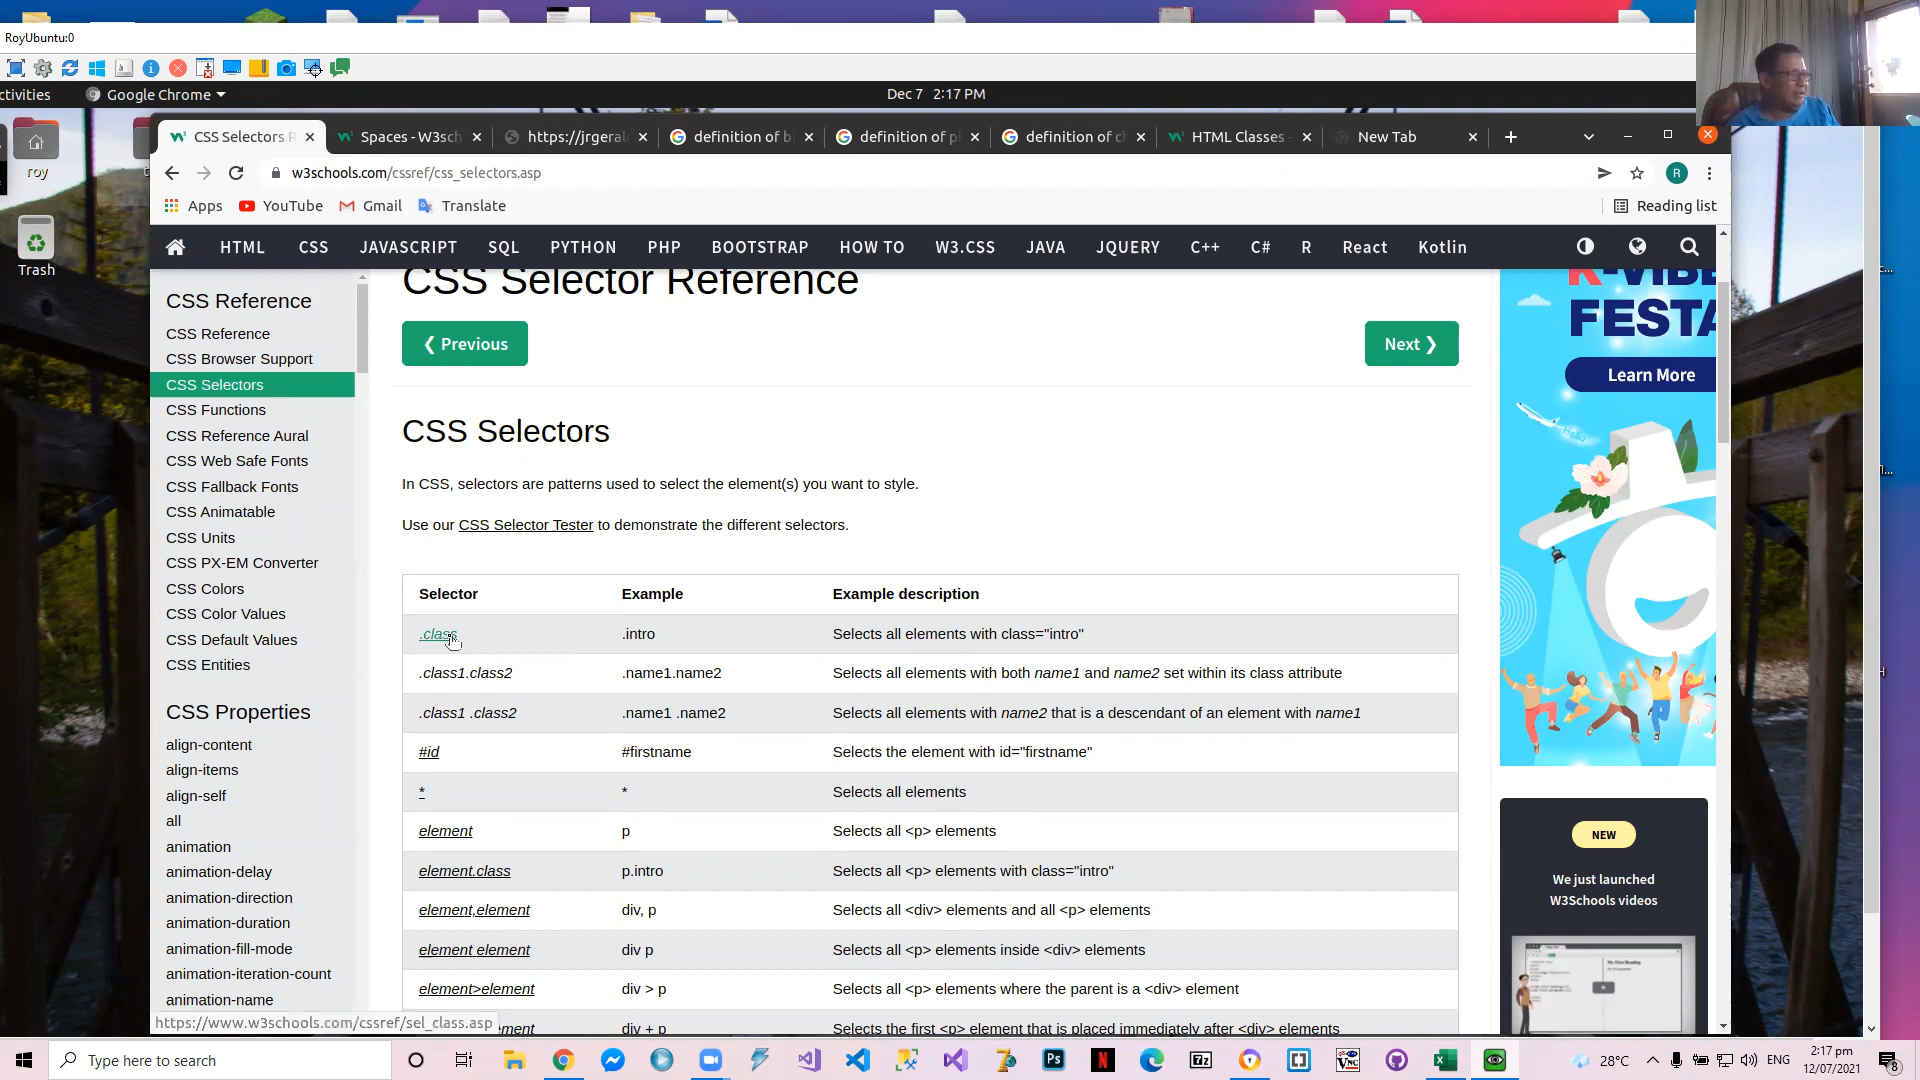 RoyUbuntu:0
ctivities
Google Chrome
Dec 7 2:17 PM
roy
Trash
CSS Selectors R
Spaces - W3sch
https://jrgeral
definition of b
definition of p
definition of c
HTML Classes -
New Tab
w3schools.com/cssref/css_selectors.asp
R
Apps
YouTube
Gmail
Translate
Reading list
HTML
CSS
JAVASCRIPT
SQL
PYTHON
PHP
BOOTSTRAP
HOW TO
W3.CSS
JAVA
JQUERY
C++
C#
R
React
Kotlin
CSS Reference
CSS Reference
CSS Browser Support
CSS Selectors
CSS Functions
CSS Reference Aural
CSS Web Safe Fonts
CSS Fallback Fonts
CSS Animatable
CSS Units
CSS PX-EM Converter
CSS Colors
CSS Color Values
CSS Default Values
CSS Entities
CSS Properties
align-content
align-items
align-self
all
animation
animation-delay
animation-direction
animation-duration
animation-fill-mode
animation-iteration-count
animation-name
https://www.w3schools.com/cssref/sel_class.asp
CSS Selector Reference
❮ Previous
Next ❯
CSS Selectors
In CSS, selectors are patterns used to select the element(s) you want to style.
Use our CSS Selector Tester to demonstrate the different selectors.
Selector Example Example description
.class .intro Selects all elements with class="intro"
.class1.class2 .name1.name2 Selects all elements with both name1 and name2 set within its class attribute
.class1 .class2 .name1 .name2 Selects all elements with name2 that is a descendant of an element with name1
#id #firstname Selects the element with id="firstname"
* * Selects all elements
element p Selects all <p> elements
element.class p.intro Selects all <p> elements with class="intro"
element,element div, p Selects all <div> elements and all <p> elements
element element div p Selects all <p> elements inside <div> elements
element>element div > p Selects all <p> elements where the parent is a <div> element
ement div + p Selects the first <p> element that is placed immediately after <div> elements
K-VIBE
FESTA
Learn More
Hello
NEW
We just launched
W3Schools videos
Type here to search
28°C
ENG
2:17 pm
12/07/2021
8